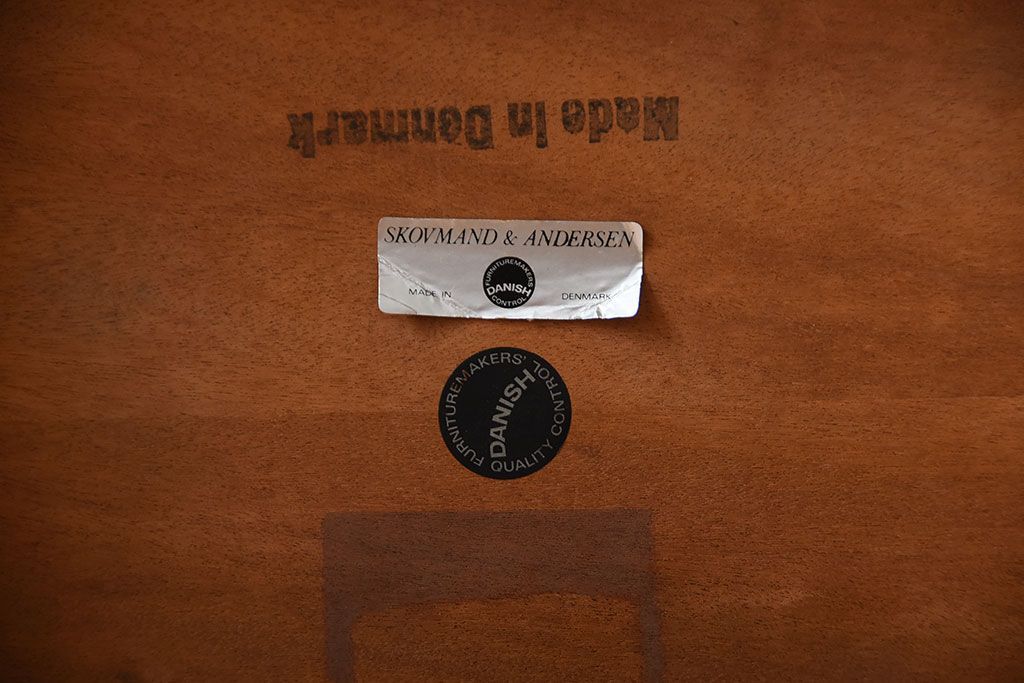 Made in Denmark
SKOVMAND & ANDERSEN
MADE IN
FURNITUREMAKERS
DANISH
CONTROL
DENMARK
FURNITUREMAKERS'
DANISH
QUALITY CONTROL